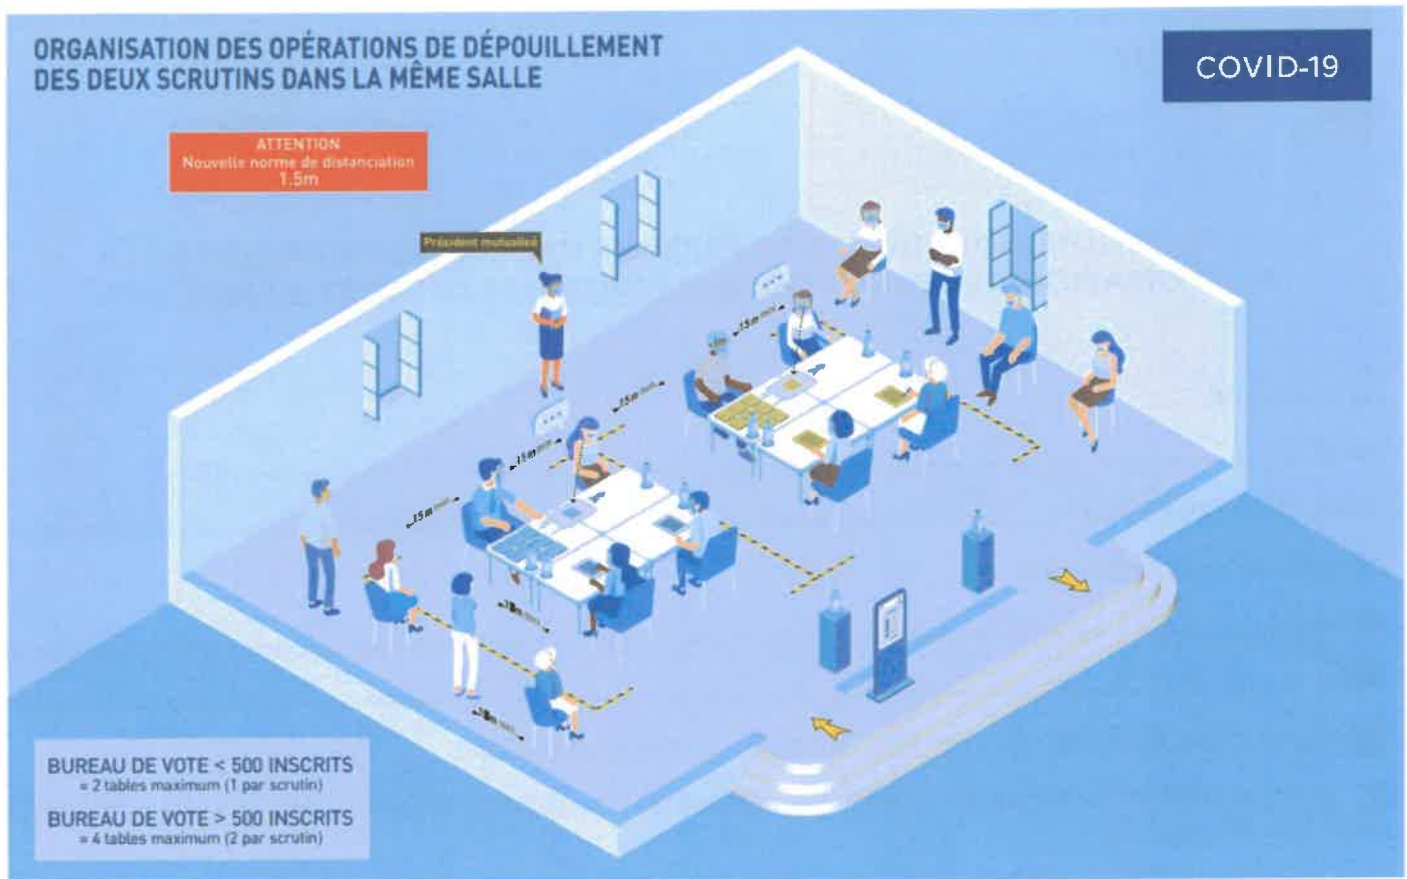 ORGANISATION DES OPÉRATIONS DE DÉPOUILLEMENT
DES DEUX SCRUTINS DANS LA MÊME SALLE
COVID-19
ATTENTION
Nouvelle norme de distanciation
1.5m
Président mutualisé
BUREAU DE VOTE < 500 INSCRITS
= 2 tables maximum (1 par scrutin)
BUREAU DE VOTE > 500 INSCRITS
= 4 tables maximum (2 par scrutin)